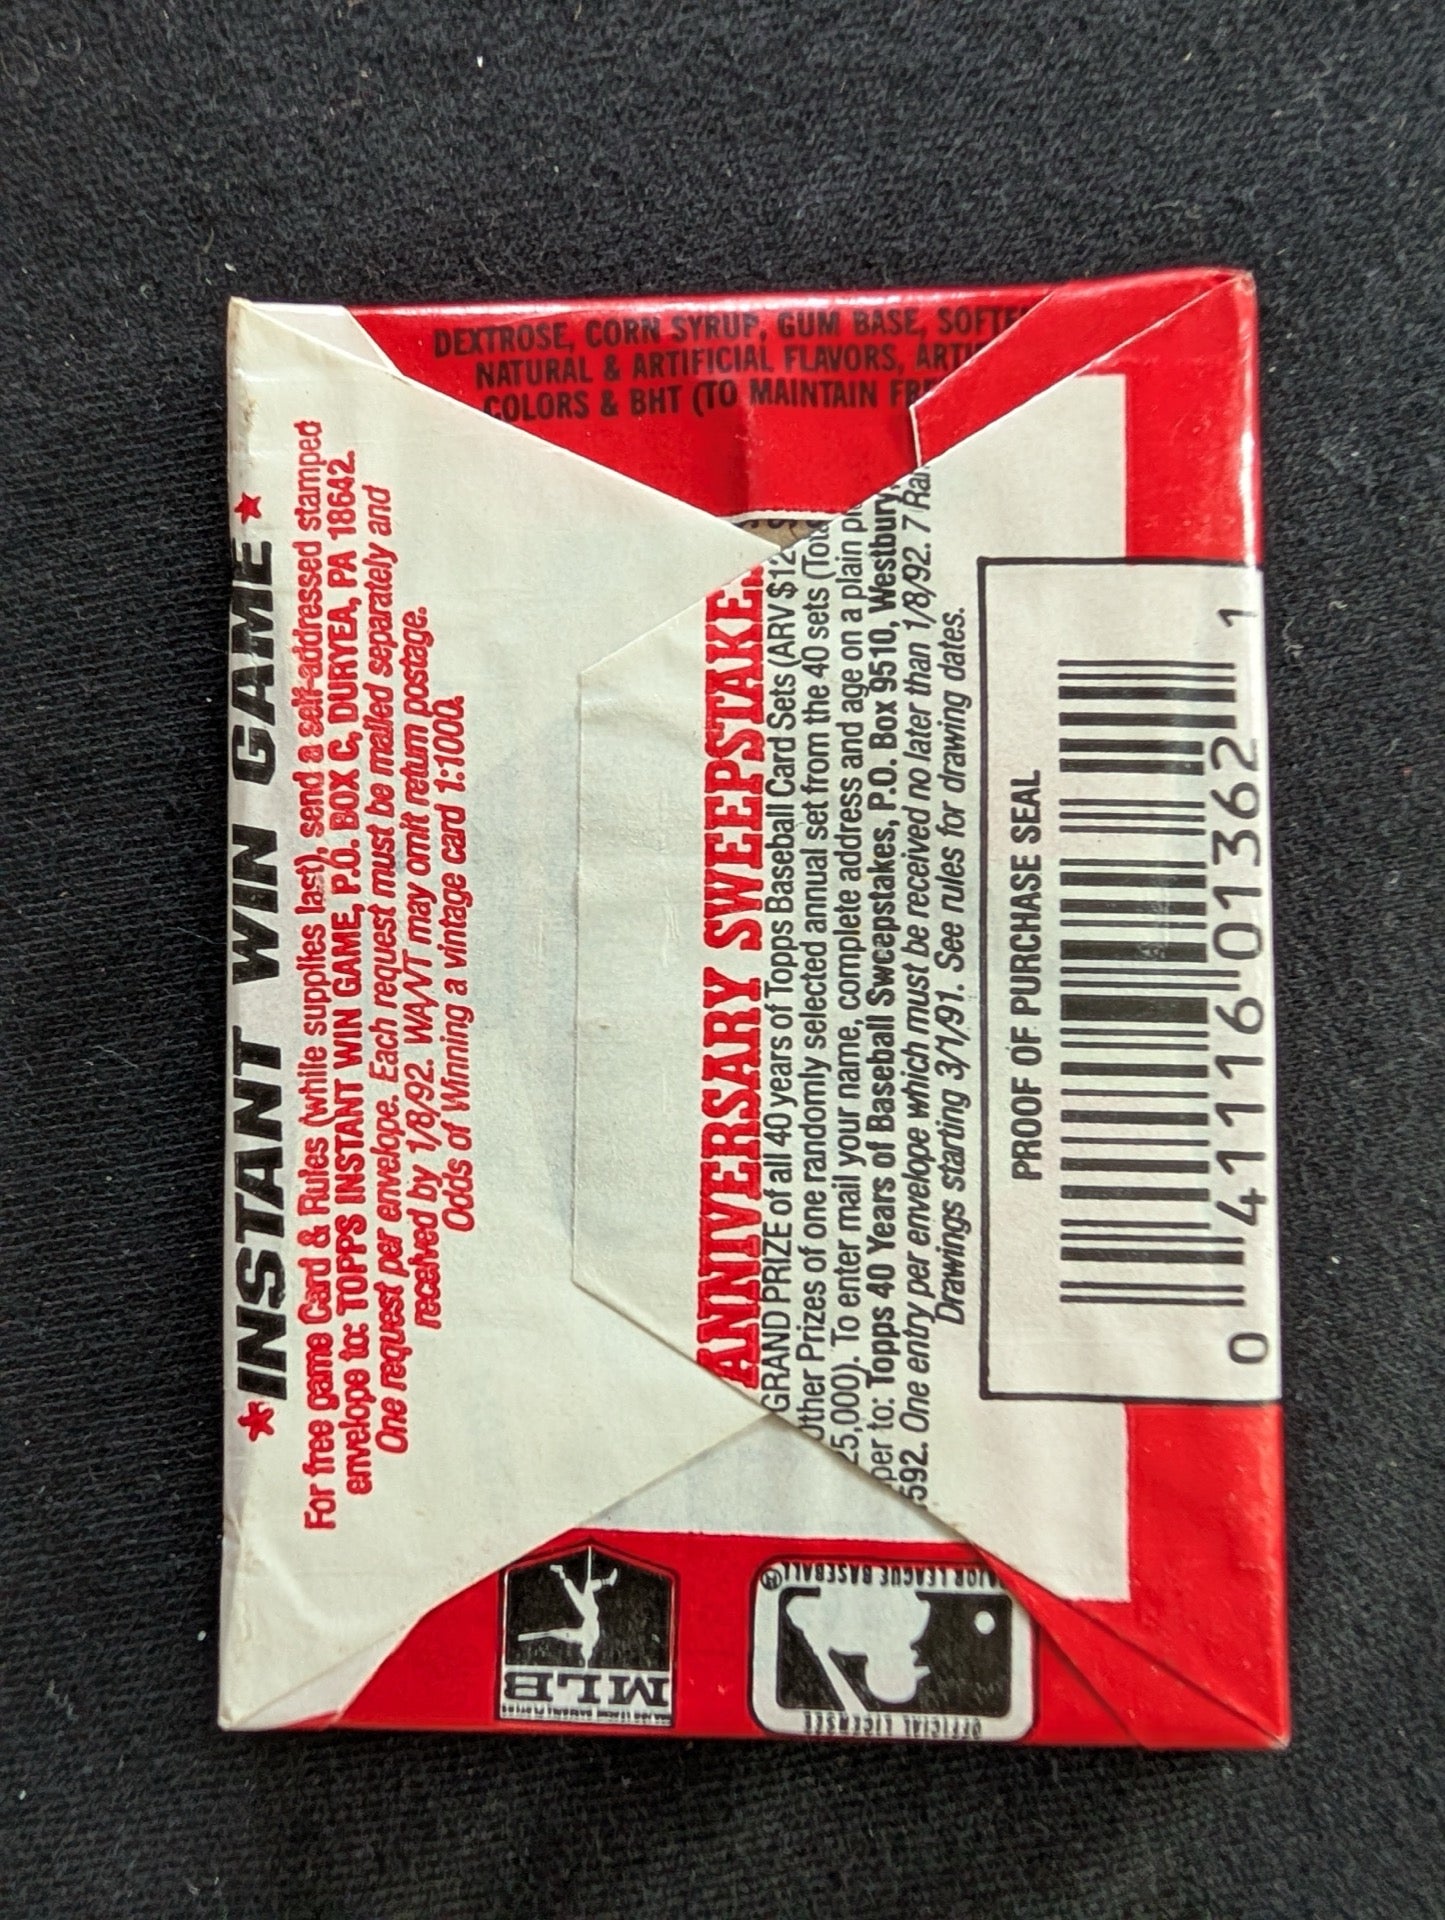 DEXTROSE, CORN SYRUP, GUM BASE,
NATURAL & ARTIFICIAL FLAVORS,
COLORS & BHT (TO MAINTAIN
INSTANT WIN GAME
For free game Card & Rules (while supplies last), send a self-addressed stamped
envelope to: TOPPS INSTANT WIN GAME, P.O. BOX C, DURYEA, PA 18642.
One request per envelope. Each request must be mailed separately and
received by 1/8/92. WA/VT may omit return postage.
Odds of Winning a vintage card 1:1000.
ANNIVERSARY SWEEPSTAKE
GRAND PRIZE of all 40 years of Topps Baseball Card Sets (ARV $12
Other Prizes of one randomly selected annual set from the 40 sets
25,000). To enter mail your name, complete address and age on a plain
per to: Topps 40 Years of Baseball Sweepstakes, P.O. Box 9510, Westbury,
592. One entry per envelope which must be received no later than 1/8/92. 7
Drawings starting 3/1/91. See rules for drawing dates.
PROOF OF PURCHASE SEAL
0 41116 01362 1
MLB
MAJOR LEAGUE BASEBALL PLAYERS
OFFICIAL LICENSEE
MAJOR LEAGUE BASEBALL®